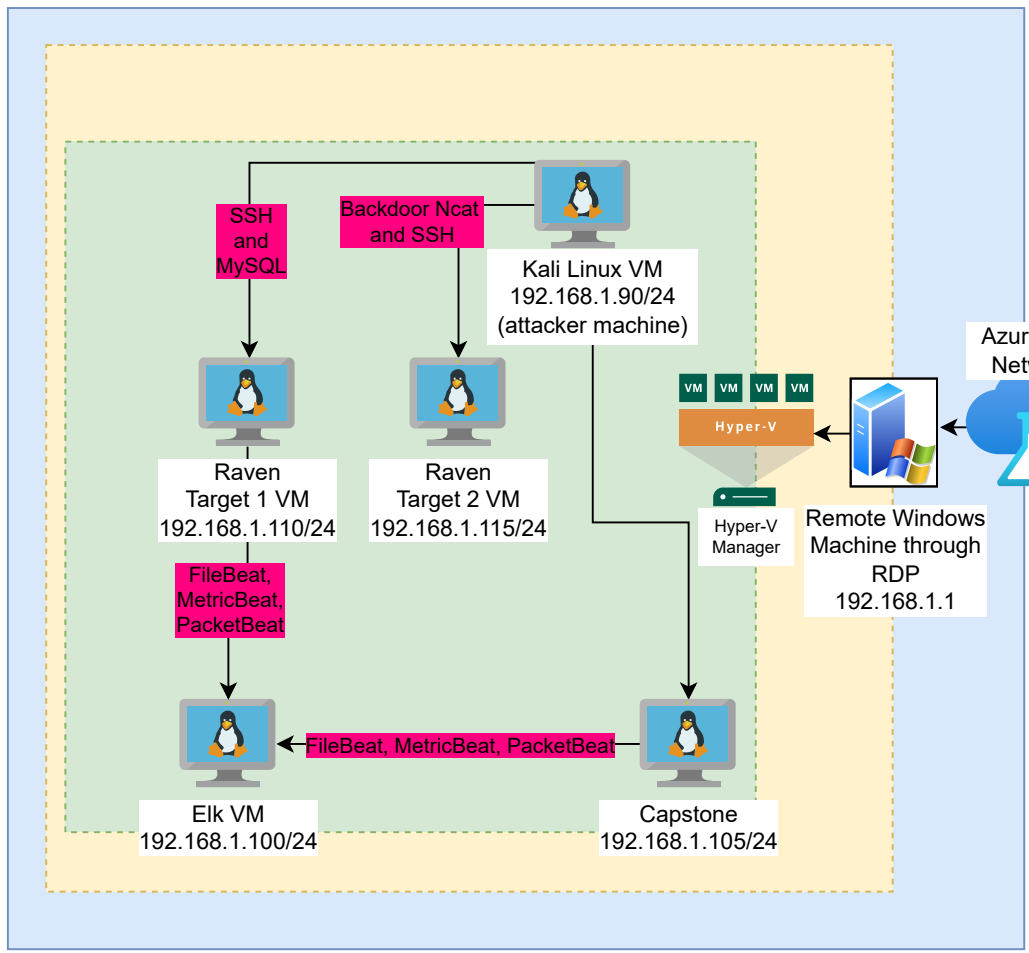 SSH
and
MySQL
Backdoor Ncat
and SSH
Kali Linux VM
192.168.1.90/24
(attacker machine)
Raven
Target 1 VM
192.168.1.110/24
Raven
Target 2 VM
192.168.1.115/24
VM
VM
VM
VM
Hyper-V
Hyper-V
Manager
Remote Windows
Machine through
RDP
192.168.1.1
FileBeat,
MetricBeat,
PacketBeat
FileBeat, MetricBeat, PacketBeat
Elk VM
192.168.1.100/24
Capstone
192.168.1.105/24